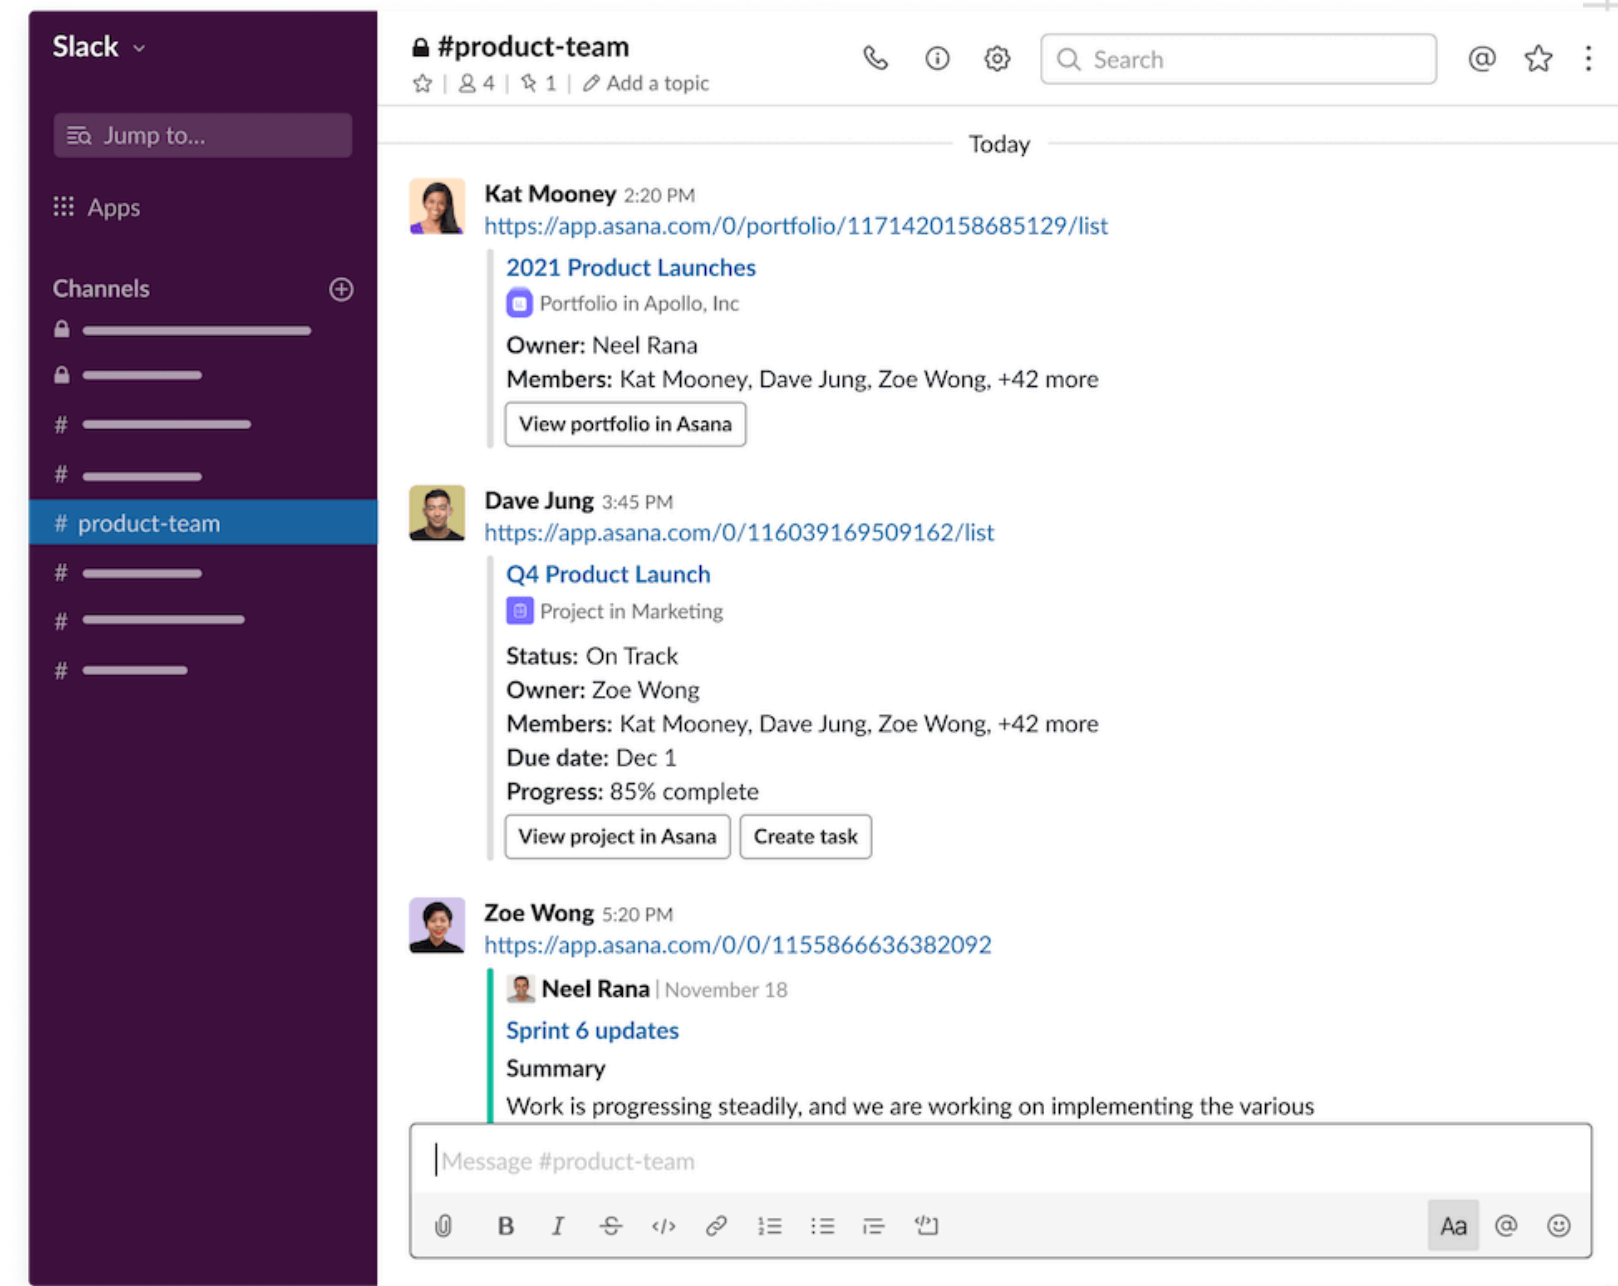 Slack
Jump to...
Apps
Channels
# 
# 
# product-team
# 
# 
# 
#product-team
4 | 1 | Add a topic
Search
Today
Kat Mooney 2:20 PM
https://app.asana.com/0/portfolio/1171420158685129/list
2021 Product Launches
Portfolio in Apollo, Inc
Owner: Neel Rana
Members: Kat Mooney, Dave Jung, Zoe Wong, +42 more
View portfolio in Asana
Dave Jung 3:45 PM
https://app.asana.com/0/116039169509162/list
Q4 Product Launch
Project in Marketing
Status: On Track
Owner: Zoe Wong
Members: Kat Mooney, Dave Jung, Zoe Wong, +42 more
Due date: Dec 1
Progress: 85% complete
View project in Asana Create task
Zoe Wong 5:20 PM
https://app.asana.com/0/0/1155866636382092
Neel Rana | November 18
Sprint 6 updates
Summary
Work is progressing steadily, and we are working on implementing the various
Message #product-team
B I S </> Aa @